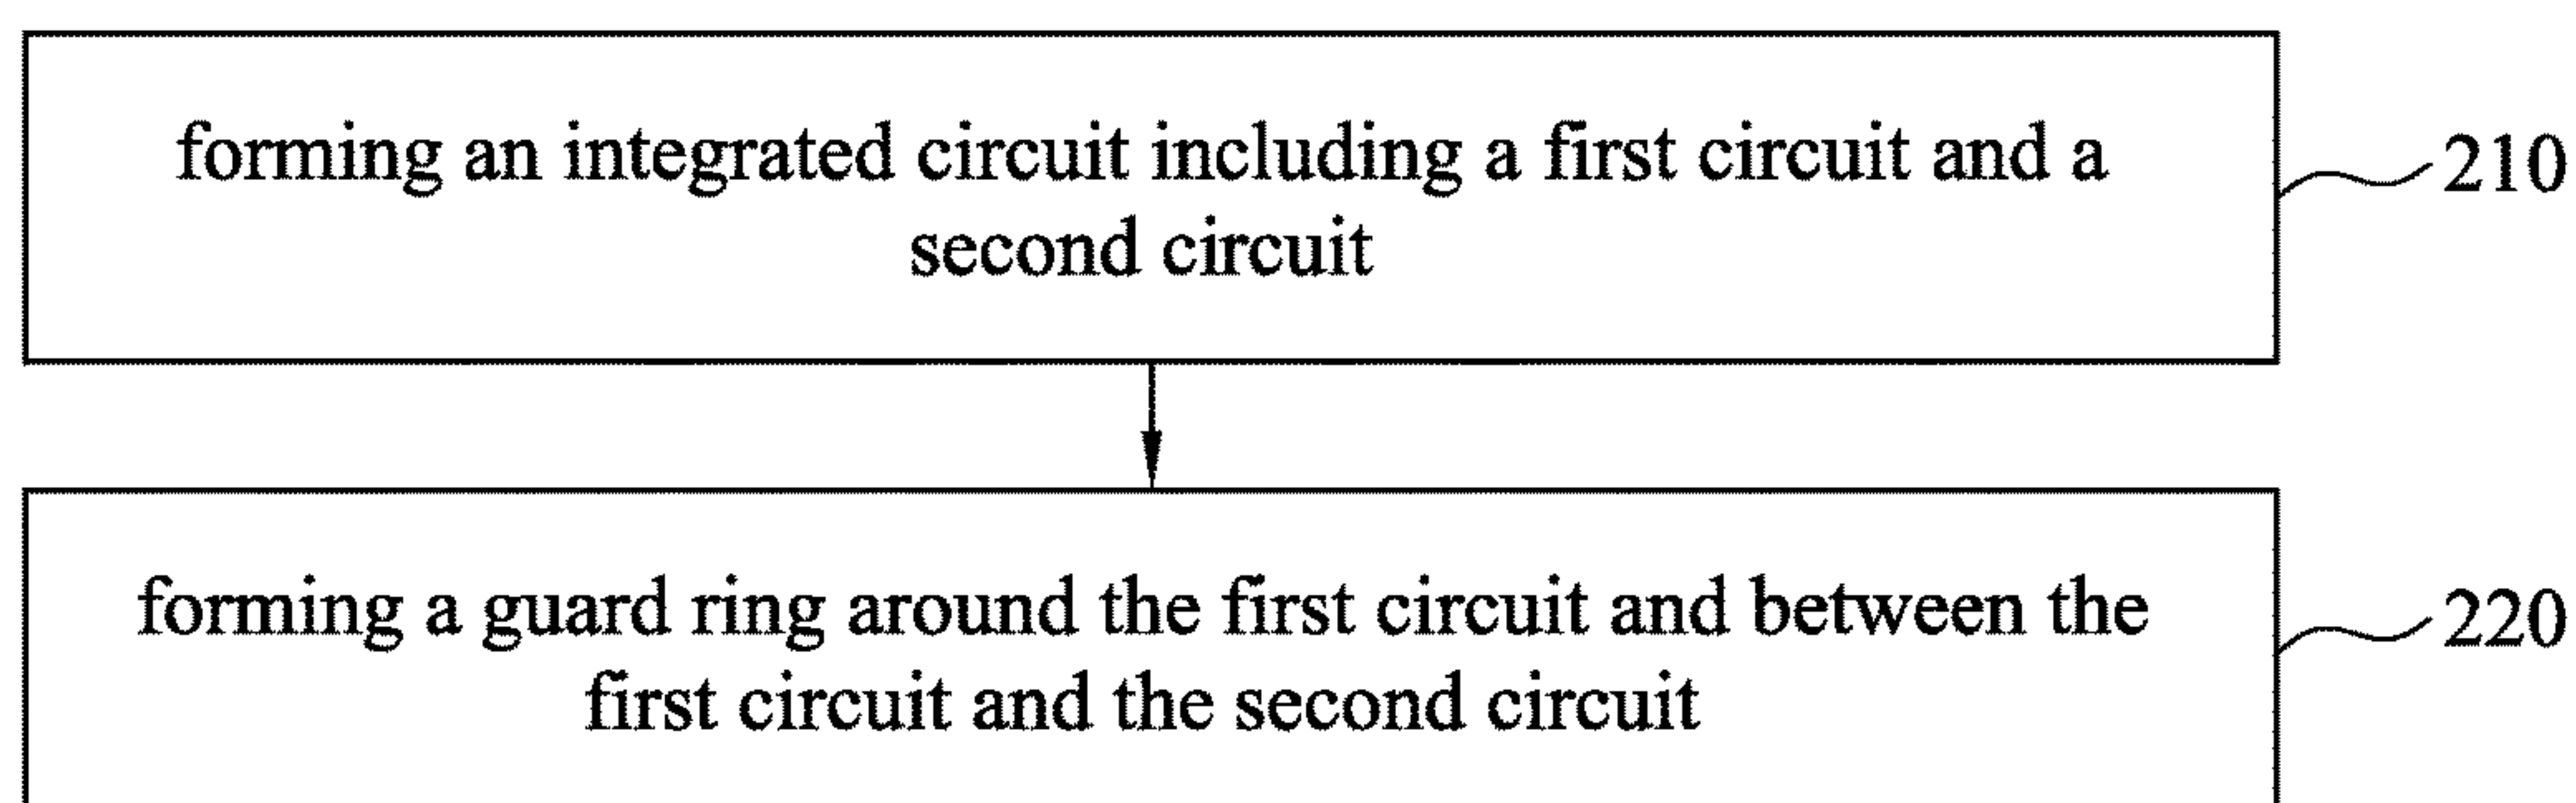 forming an integrated circuit including a first circuit and a
second circuit
210
forming a guard ring around the first circuit and between the
first circuit and the second circuit
220